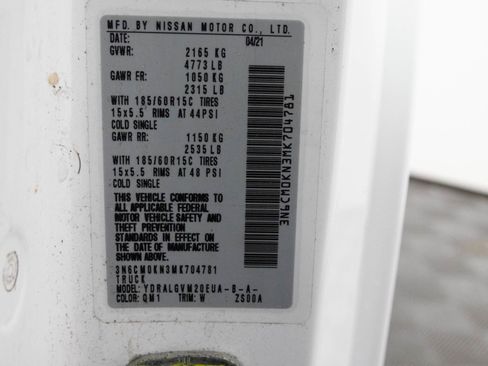 MFD. BY NISSAN MOTOR CO., LTD.
DATE: 04/21
GVWR: 2165 KG
4773 LB
GAWR FR: 1050 KG
2315 LB
WITH 185/60R15C TIRES
15x5.5 RIMS AT 44PSI
COLD SINGLE
GAWR RR: 1150 KG
2535 LB
WITH 185/60R15C TIRES
15x5.5 RIMS AT 48 PSI
COLD SINGLE
THIS VEHICLE CONFORMS TO
ALL APPLICABLE FEDERAL
MOTOR VEHICLE SAFETY AND
THEFT PREVENTION
STANDARDS IN EFFECT ON THE
DATE OF MANUFACTURE
SHOWN ABOVE.
3N6CM0KN3MK704781
TRUCK
MODEL: YDRALGVM20EUA-B-A-
COLOR: QM1 TRIM: W ZS00A
3N6CM0KN3MK704781